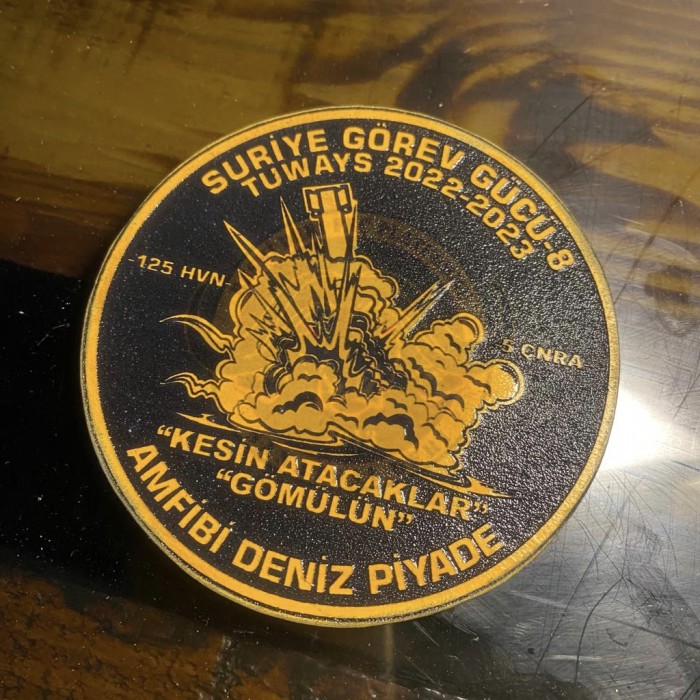 SURİYE GÖREV GÜCÜ-8
TUWAYS 2022-2023
-125 HVN-
5 CNRA
“KESİN ATACAKLAR”
“GÖMÜLÜN”
AMFİBİ DENİZ PİYADE